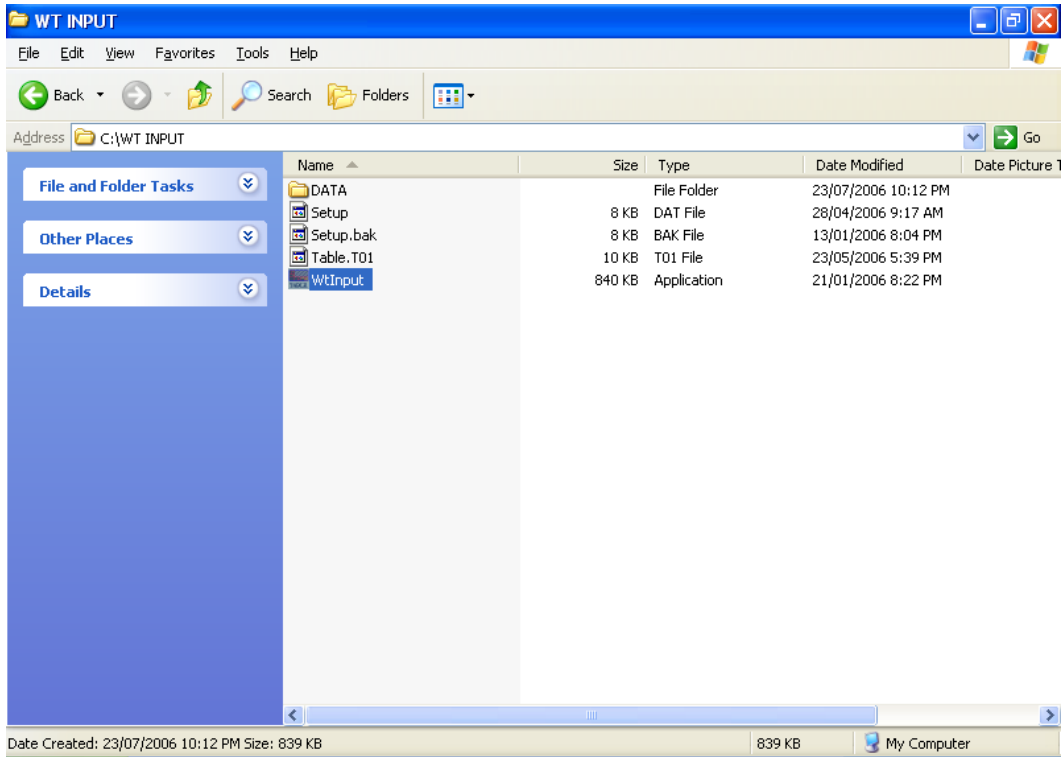 WT INPUT
File Edit View Favorites Tools Help
Back Search Folders
Address C:\WT INPUT Go
Name Size Type Date Modified Date Picture T
File and Folder Tasks
Other Places
Details
DATA File Folder 23/07/2006 10:12 PM
Setup 8 KB DAT File 28/04/2006 9:17 AM
Setup.bak 8 KB BAK File 13/01/2006 8:04 PM
Table.T01 10 KB T01 File 23/05/2006 5:39 PM
WtInput 840 KB Application 21/01/2006 8:22 PM
Date Created: 23/07/2006 10:12 PM Size: 839 KB 839 KB My Computer